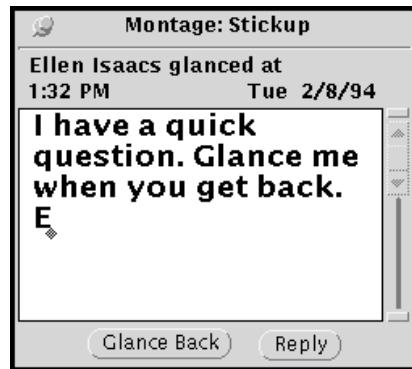 Montage: Stickup
Ellen Isaacs glanced at
1:32 PM Tue 2/8/94
I have a quick
question. Glance me
when you get back.
E
Glance Back Reply